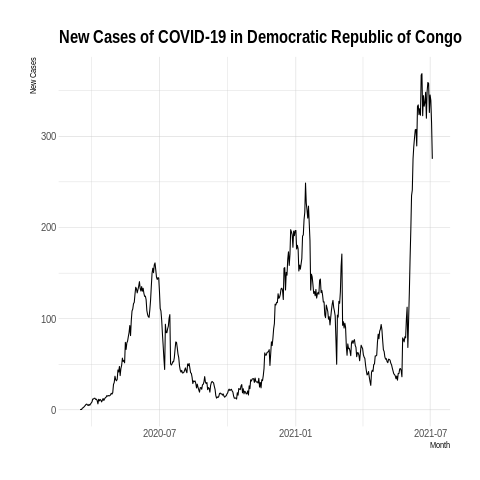 New Cases of COVID-19 in Democratic Republic of Congo
New Cases
300
200
100
0
2020-07
2021-01
2021-07
Month